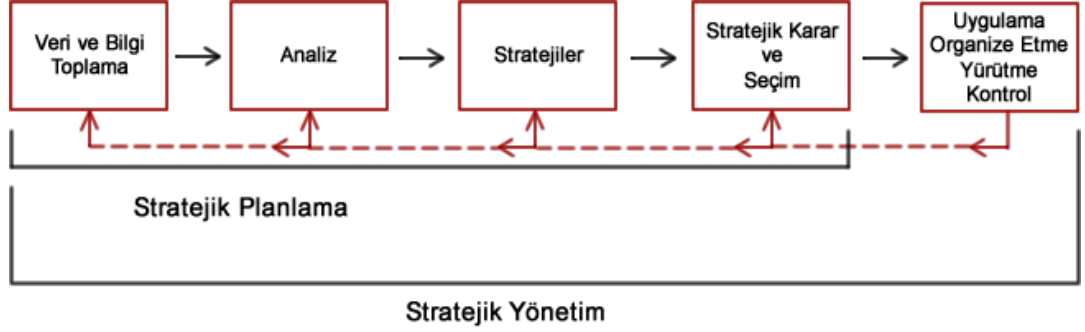 Veri ve Bilgi
Toplama
Analiz
Stratejiler
Stratejik Karar
ve
Seçim
Uygulama
Organize Etme
Yürütme
Kontrol
Stratejik Planlama
Stratejik Yönetim